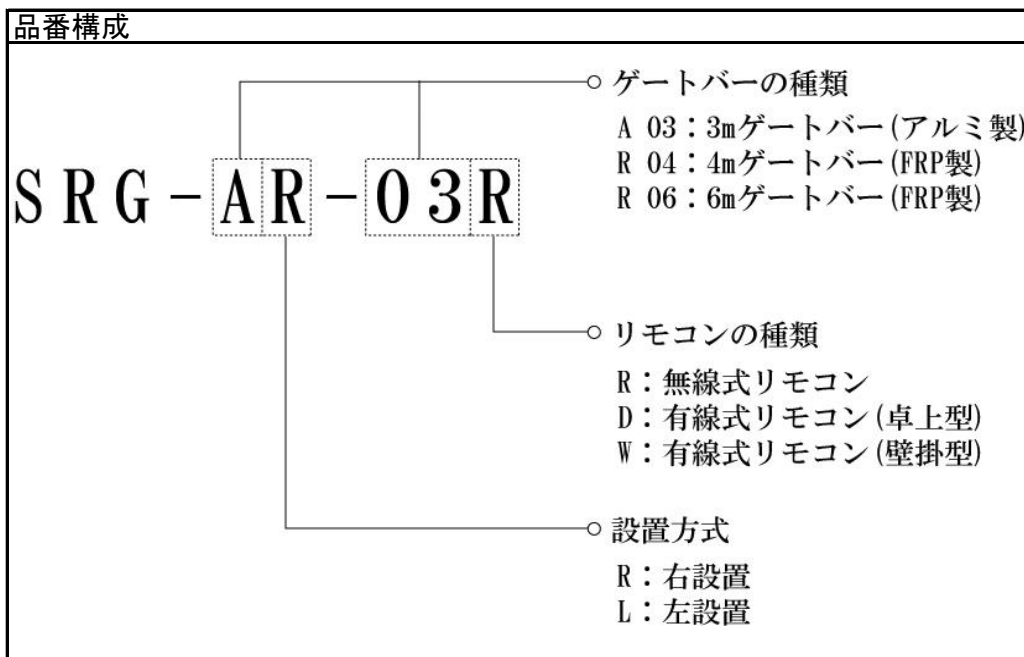 品番構成
SRG-AR-03R
ゲートバーの種類
A 03：3mゲートバー(アルミ製)
R 04：4mゲートバー(FRP製)
R 06：6mゲートバー(FRP製)
リモコンの種類
R：無線式リモコン
D：有線式リモコン(卓上型)
W：有線式リモコン(壁掛型)
設置方式
R：右設置
L：左設置